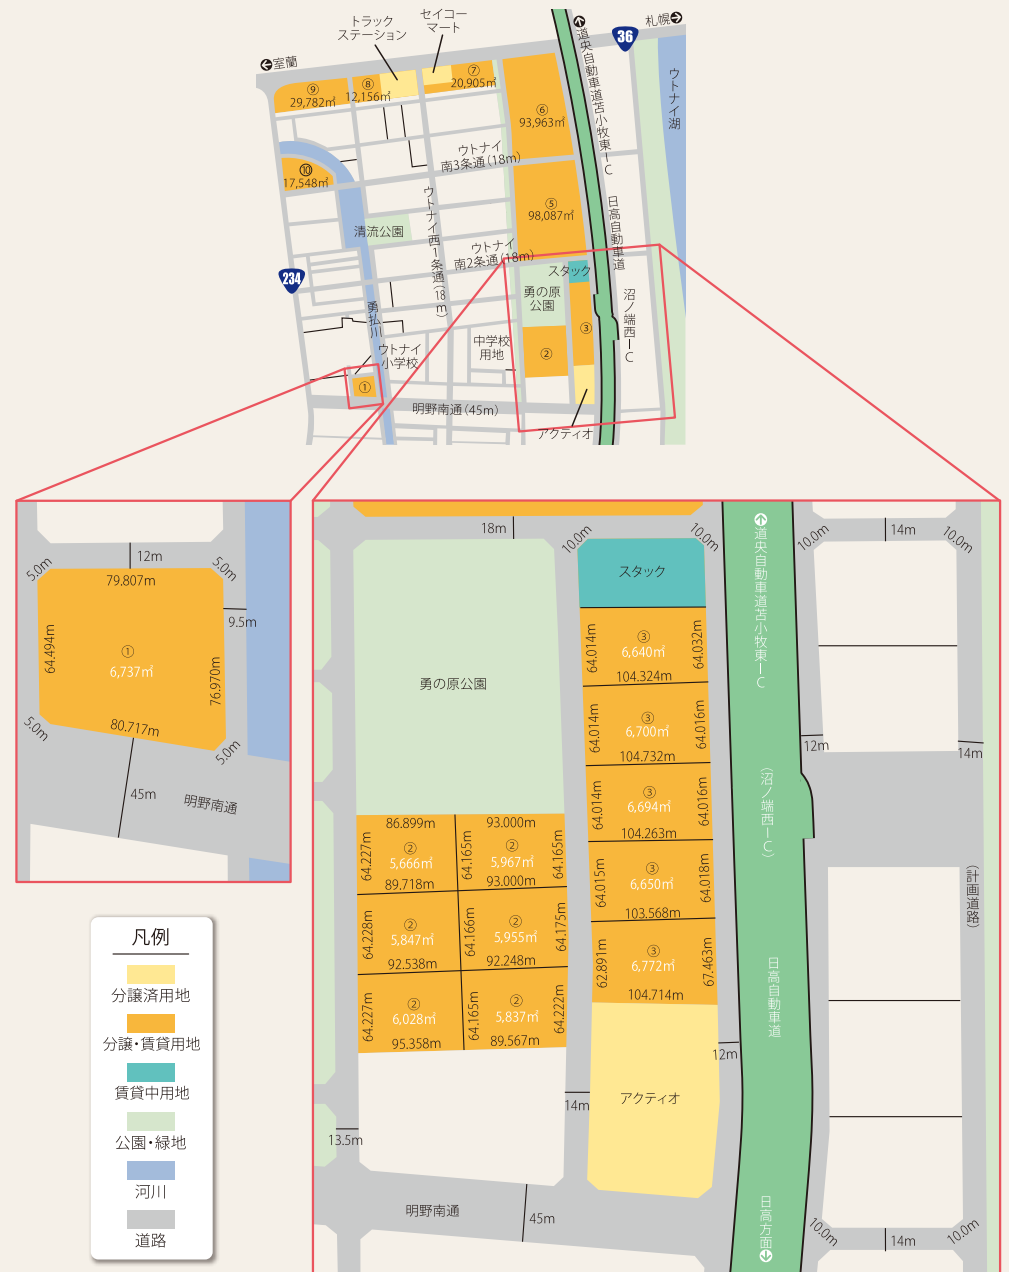 トラック
ステーション
セイコー
マート
札幌
36
室蘭
道央自動車道苫小牧東IC
ウトナイ湖
⑨
29,782㎡
⑧
12,156㎡
⑦
20,905㎡
⑥
93,963㎡
ウトナイ
南3条通(18m)
⑩
17,548㎡
ウトナイ西1条通(18m)
⑤
98,087㎡
日高自動車道
清流公園
ウトナイ
南2条通(18m)
スタック
234
勇の原
公園
沼ノ端西IC
勇払川
③
中学校
用地
②
ウトナイ
小学校
①
明野南通(45m)
アクティオ
12m
5.0m
5.0m
79.807m
9.5m
64.494m
①
6,737㎡
76.970m
80.717m
5.0m
5.0m
45m
明野南通
凡例
分譲済用地
分譲・賃貸用地
賃貸中用地
公園・緑地
河川
道路
18m
10.0m
10.0m
10.0m
14m
10.0m
道央自動車道苫小牧東IC
スタック
64.014m
③
6,640㎡
64.032m
104.324m
勇の原公園
64.014m
③
6,700㎡
64.016m
104.732m
12m
14m
64.014m
③
6,694㎡
64.016m
104.263m
(沼ノ端西IC)
86.899m
93.000m
64.227m
②
5,666㎡
64.165m
②
5,967㎡
64.165m
89.718m
93.000m
64.015m
③
6,650㎡
64.018m
103.568m
(計画道路)
64.228m
②
5,847㎡
64.166m
②
5,955㎡
64.175m
92.538m
92.248m
62.891m
③
6,772㎡
67.463m
104.714m
日高自動車道
64.227m
②
6,028㎡
64.165m
②
5,837㎡
64.222m
95.358m
89.567m
12m
アクティオ
14m
13.5m
明野南通
45m
日高方面
10.0m
14m
10.0m